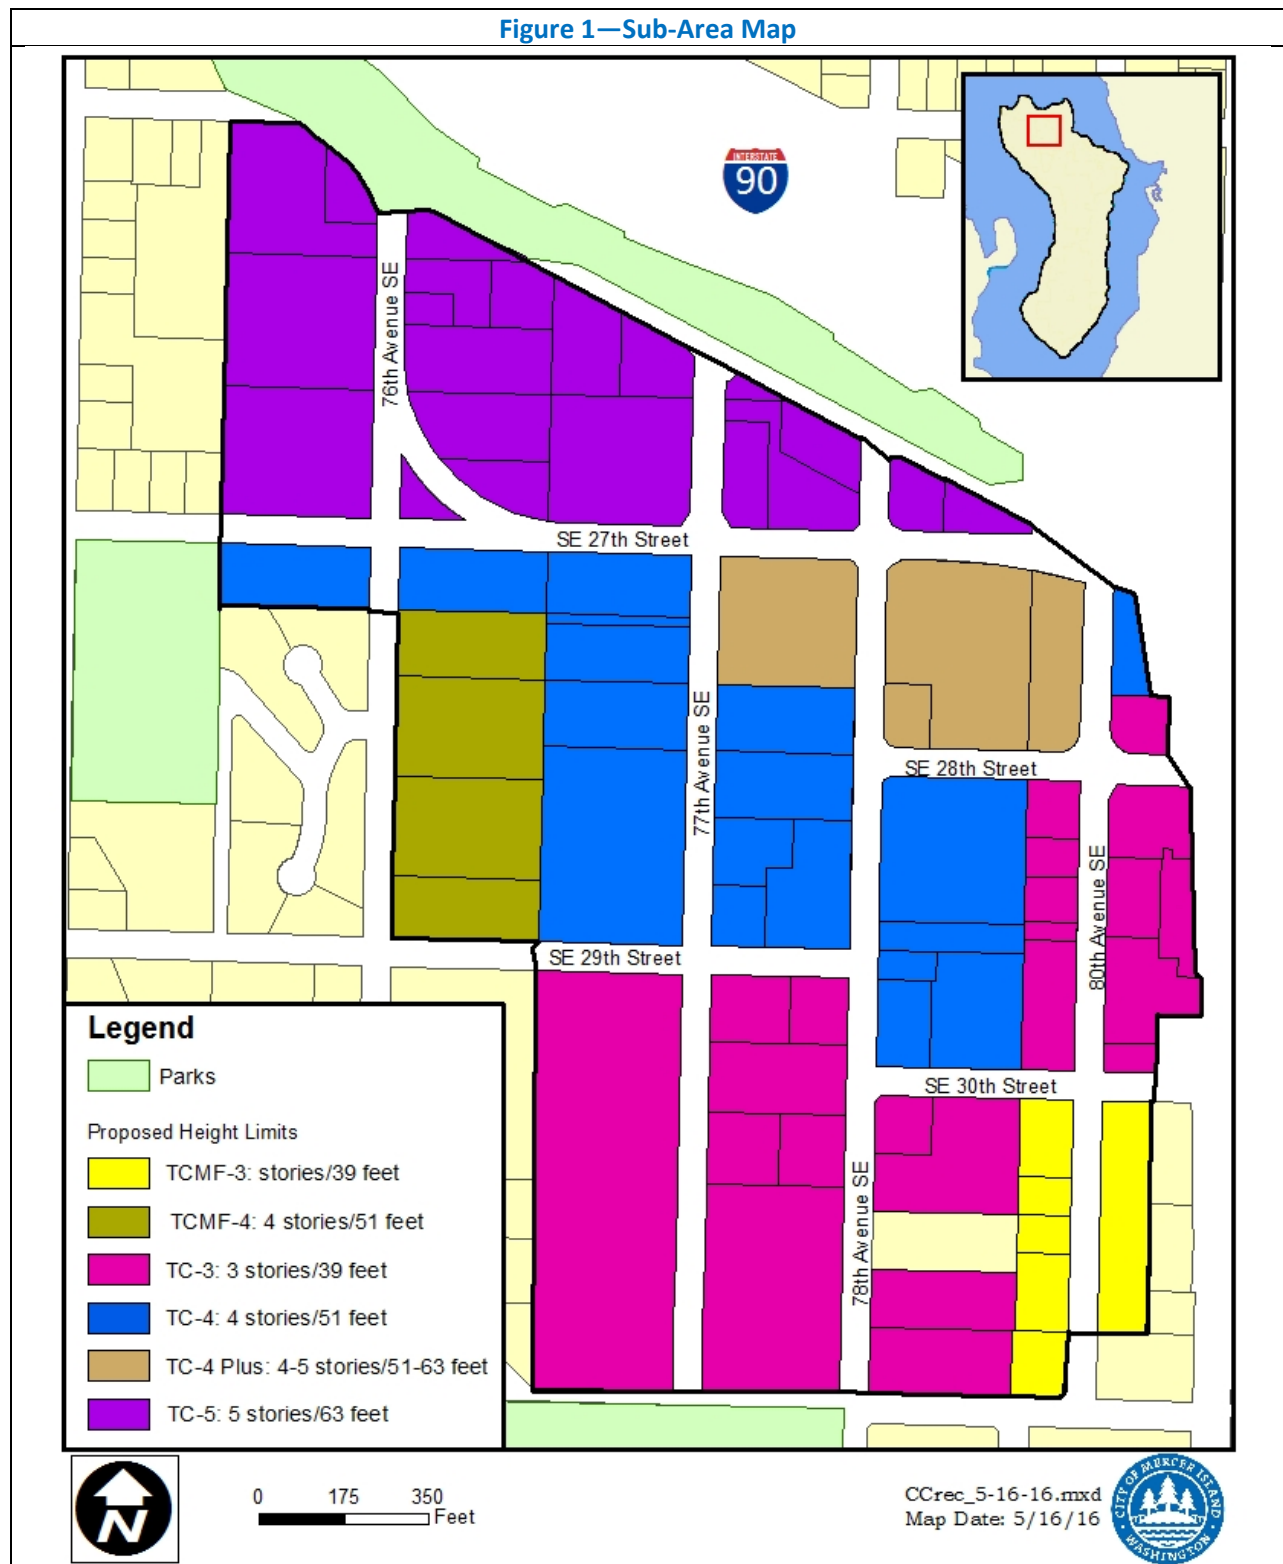 Figure 1—Sub-Area Map
INTERSTATE
90
76th Avenue SE
SE 27th Street
77th Avenue SE
SE 28th Street
80th Avenue SE
SE 29th Street
SE 30th Street
78th Avenue SE
Legend
Parks
Proposed Height Limits
TCMF-3: stories/39 feet
TCMF-4: 4 stories/51 feet
TC-3: 3 stories/39 feet
TC-4: 4 stories/51 feet
TC-4 Plus: 4-5 stories/51-63 feet
TC-5: 5 stories/63 feet
N
0 175 350
Feet
CCrec_5-16-16.mxd
Map Date: 5/16/16
CITY OF MERCER ISLAND
WASHINGTON